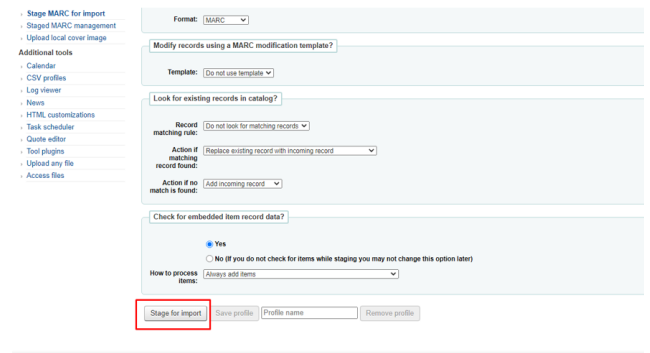 Stage MARC for import
Staged MARC management
Upload local cover image
Additional tools
Calendar
CSV profiles
Log viewer
News
HTML customizations
Task scheduler
Quote editor
Tool plugins
Upload any file
Access files
Format: MARC
Modify records using a MARC modification template?
Template: Do not use template
Look for existing records in catalog?
Record matching rule: Do not look for matching records
Action if matching record found: Replace existing record with incoming record
Action if no match is found: Add incoming record
Check for embedded item record data?
Yes
No (If you do not check for items while staging you may not change this option later)
How to process items: Always add items
Stage for import Save profile Profile name Remove profile